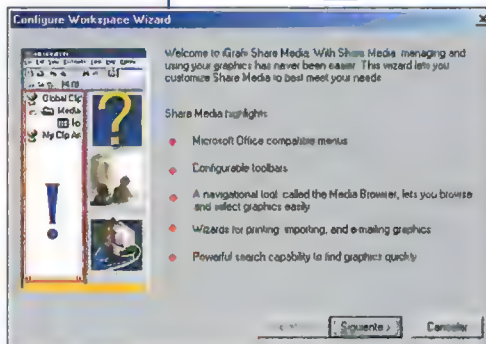 Configure Workspace Wizard
Welcome to Grafx Share Media. With Share Media, managing and
using your graphics has never been easier. This wizard lets you
customize Share Media to best meet your needs
Global Clip
Media
My Clip Art
Share Media highlights
Microsoft Office compatible menus
Configurable toolbars
A navigational tool, called the Media Browser, lets you browse
and select graphics easily
Wizards for printing, importing, and e-mailing graphics
Powerful search capability to find graphics quickly
Siguiente >
Cancelar